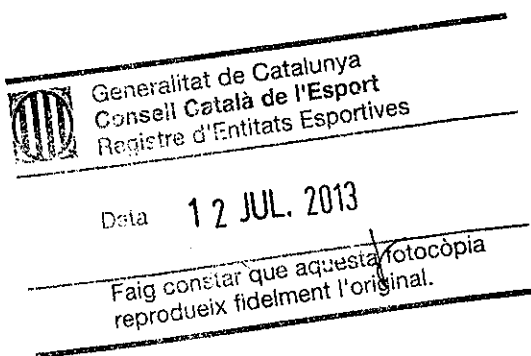 Generalitat de Catalunya
Consell Català de l'Esport
Registre d'Entitats Esportives
Data 12 JUL. 2013
Faig constar que aquesta fotocòpia
reprodueix fidelment l'original.